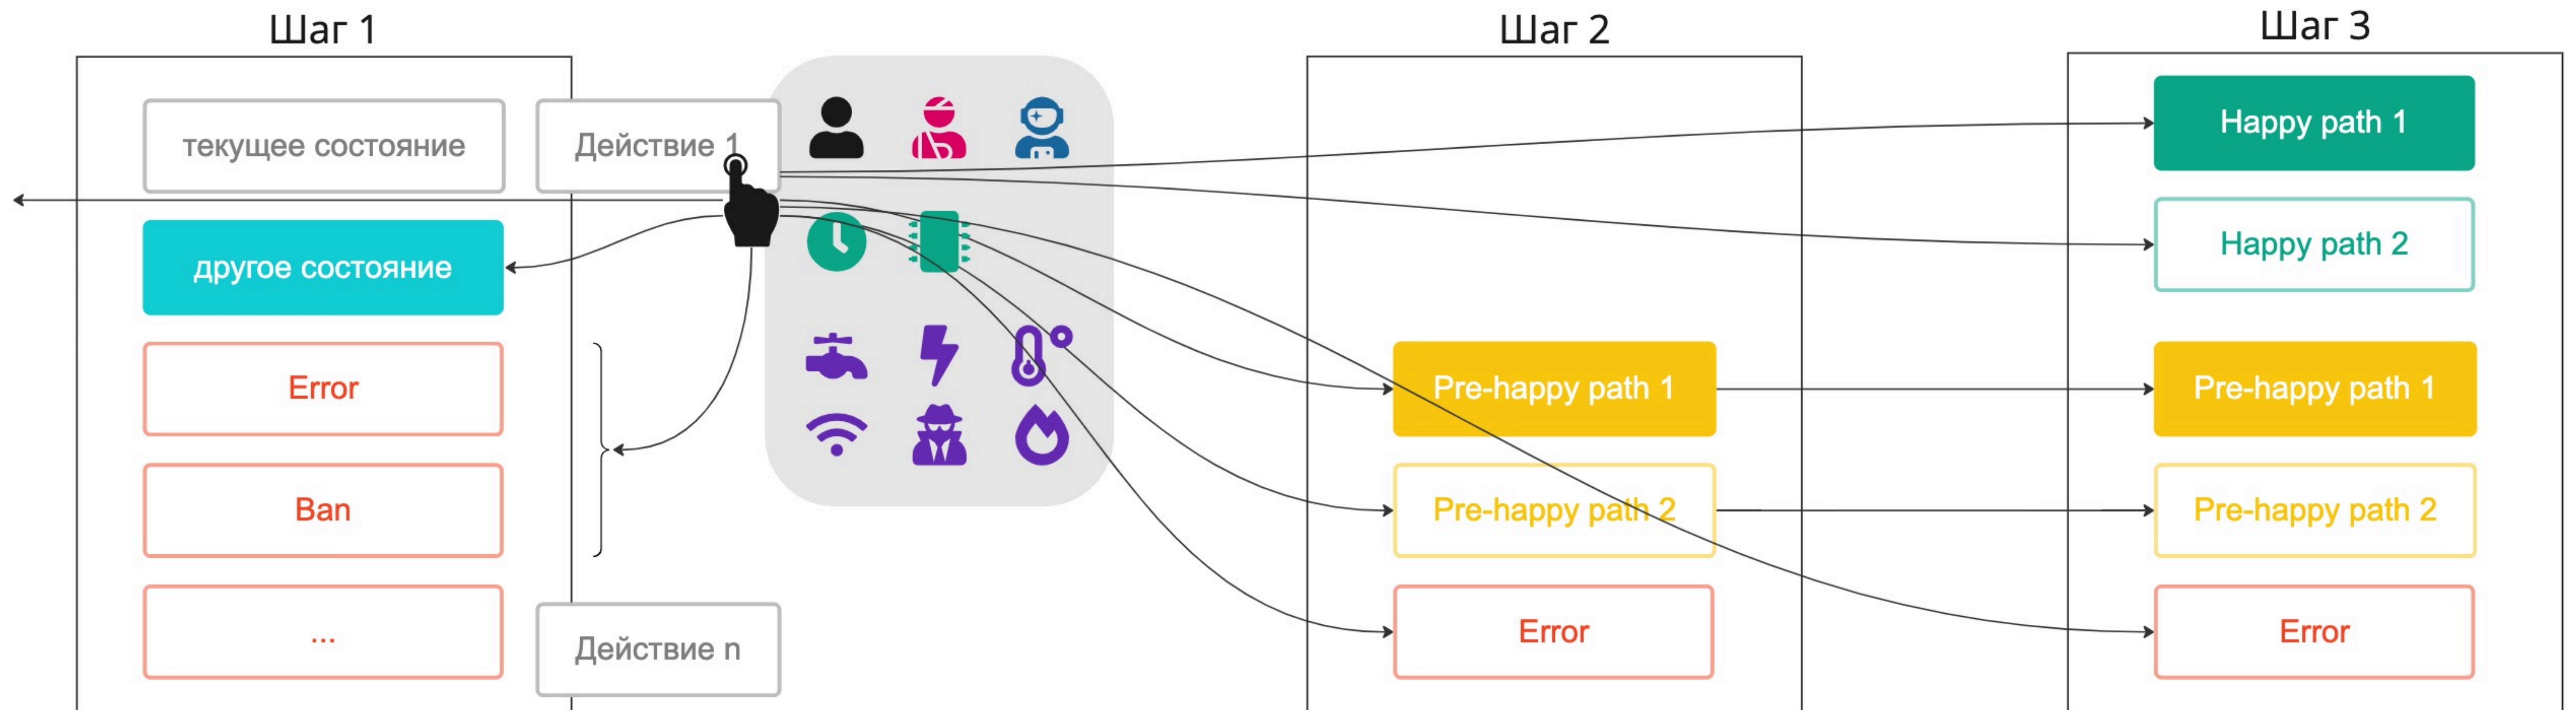 Шаг 1
Шаг 2
Шаг 3
текущее состояние
Действие 1
другое состояние
Error
Ban
...
Действие n
Pre-happy path 1
Pre-happy path 2
Error
Happy path 1
Happy path 2
Pre-happy path 1
Pre-happy path 2
Error